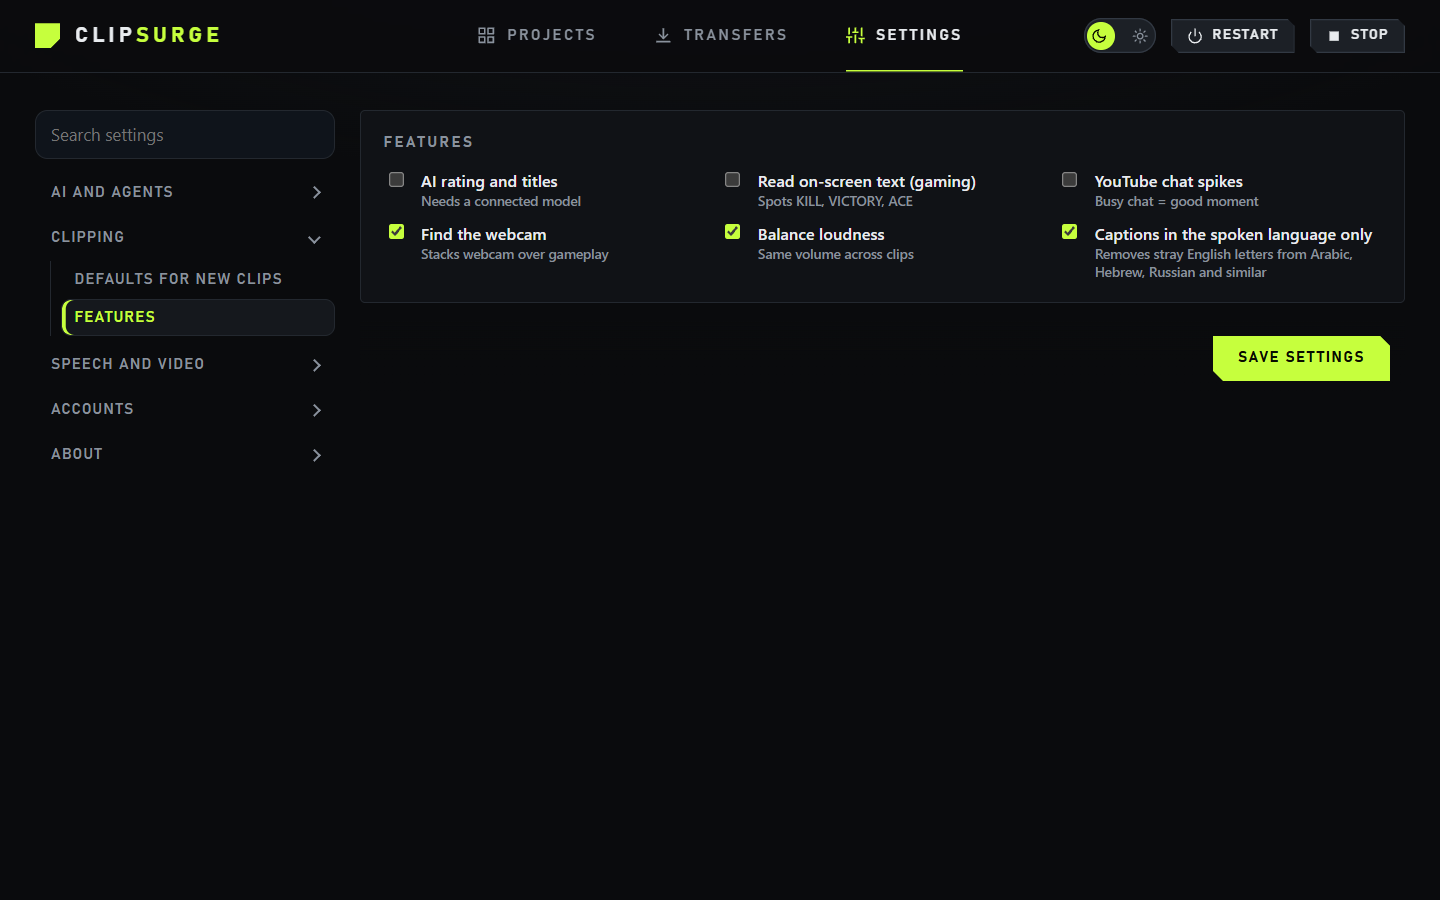 CLIPSURGE
PROJECTS
TRANSFERS
SETTINGS
RESTART
STOP
Search settings
AI AND AGENTS
CLIPPING
DEFAULTS FOR NEW CLIPS
FEATURES
SPEECH AND VIDEO
ACCOUNTS
ABOUT
FEATURES
AI rating and titles
Needs a connected model
Read on-screen text (gaming)
Spots KILL, VICTORY, ACE
YouTube chat spikes
Busy chat = good moment
Find the webcam
Stacks webcam over gameplay
Balance loudness
Same volume across clips
Captions in the spoken language only
Removes stray English letters from Arabic,
Hebrew, Russian and similar
SAVE SETTINGS